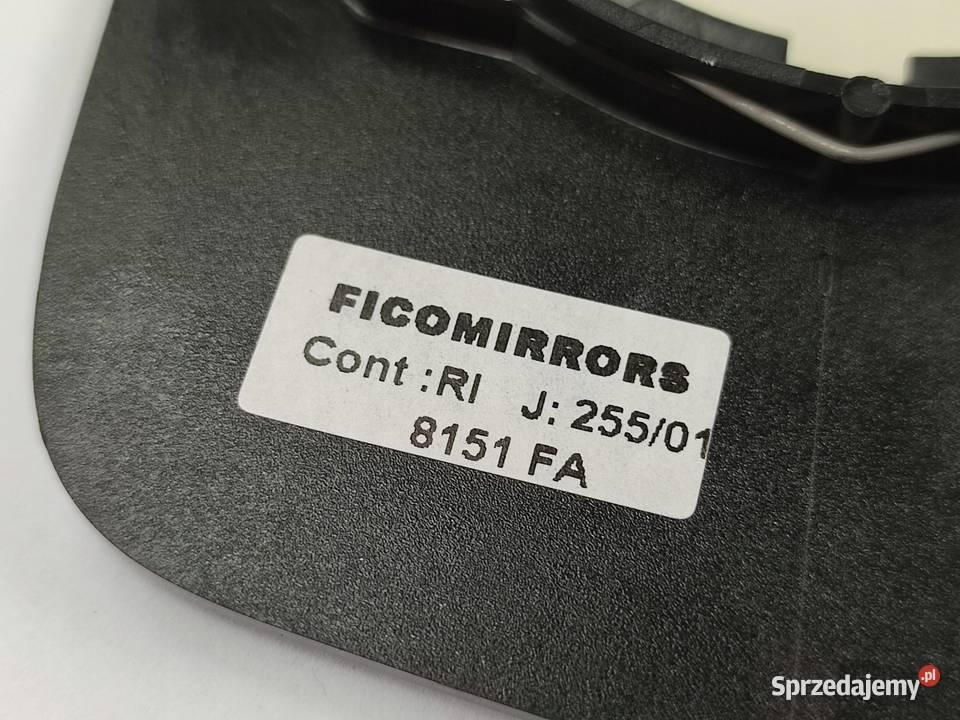 FICOMIRRORS
Cont :RI J: 255/01
8151 FA
Sprzedajemy.pl